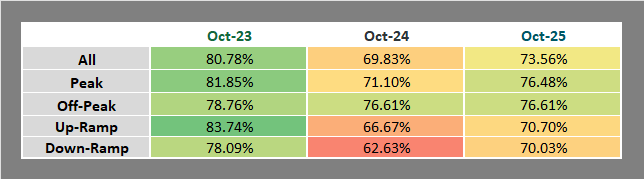 Oct-23 Oct-24 Oct-25
All 80.78% 69.83% 73.56%
Peak 81.85% 71.10% 76.48%
Off-Peak 78.76% 76.61% 76.61%
Up-Ramp 83.74% 66.67% 70.70%
Down-Ramp 78.09% 62.63% 70.03%